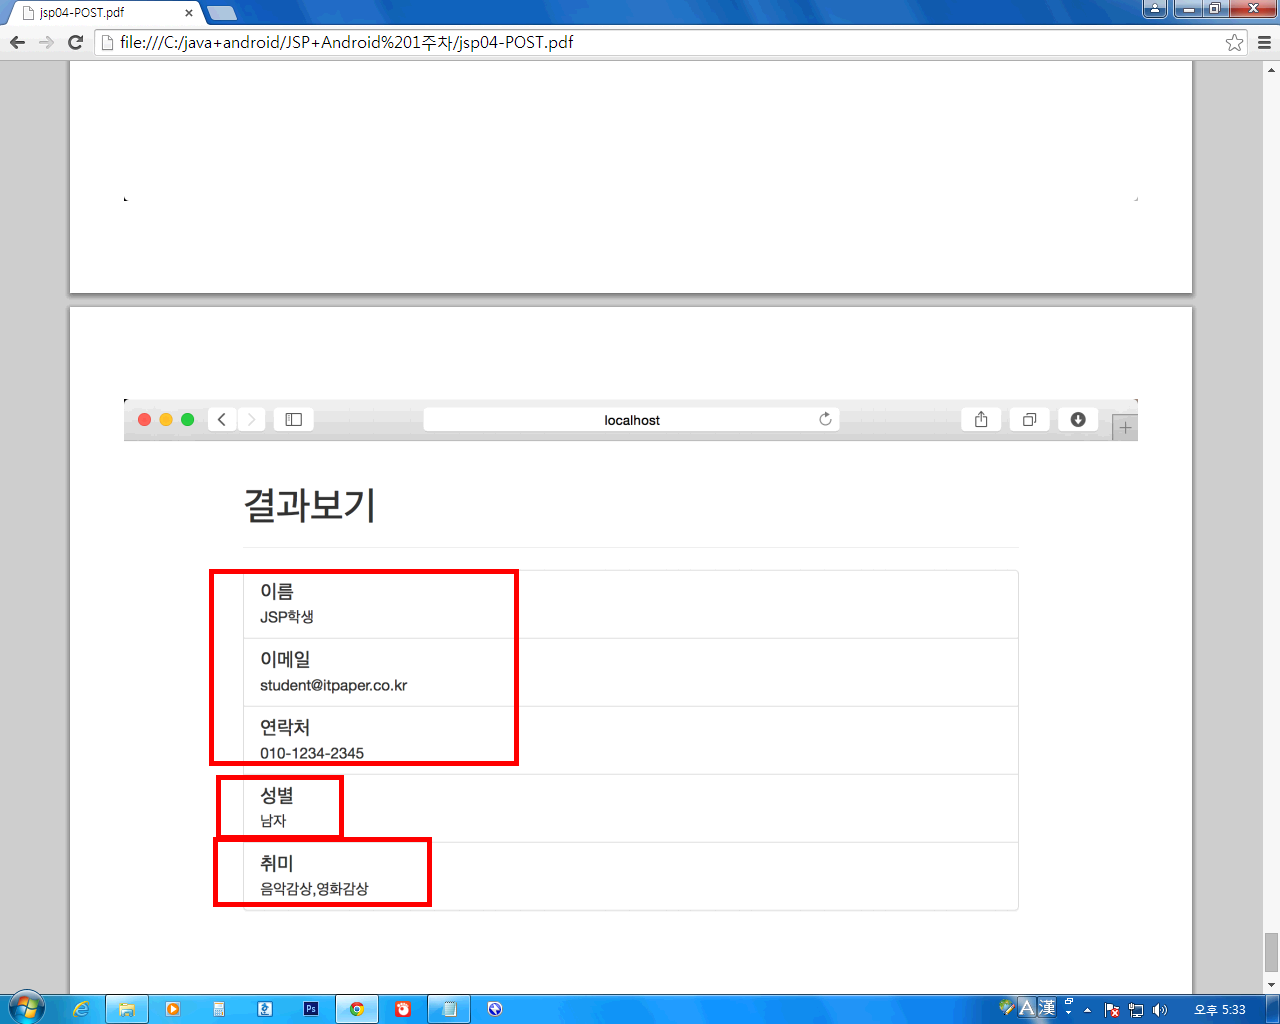 jsp04-POST.pdf
file:///C:/java+android/JSP+Android%201주차/jsp04-POST.pdf
localhost
결과보기
이름
JSP학생
이메일
student@itpaper.co.kr
연락처
010-1234-2345
성별
남자
취미
음악감상,영화감상
Ps
A 漢
오후 5:33